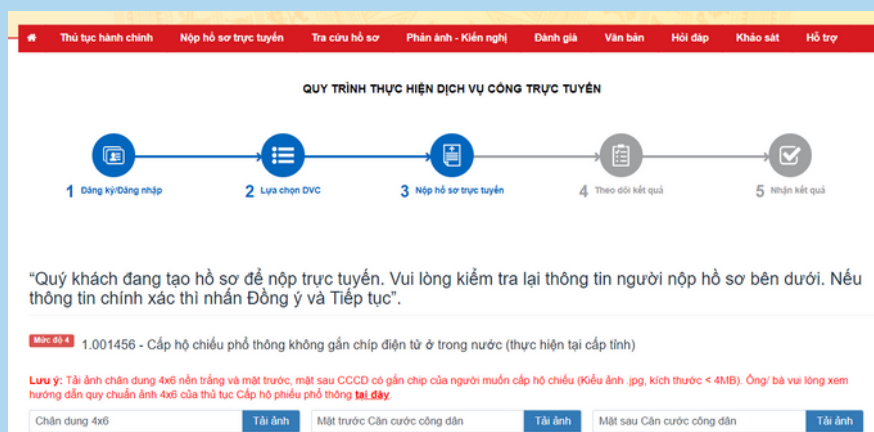 Thủ tục hành chính Nộp hồ sơ trực tuyến Tra cứu hồ sơ Phản ánh - Kiến nghị Đánh giá Văn bản Hỏi đáp Khảo sát Hỗ trợ
QUY TRÌNH THỰC HIỆN DỊCH VỤ CÔNG TRỰC TUYẾN
1 Đăng ký/Đăng nhập 2 Lựa chọn DVC 3 Nộp hồ sơ trực tuyến 4 Theo dõi kết quả 5 Nhận kết quả
“Quý khách đang tạo hồ sơ để nộp trực tuyến. Vui lòng kiểm tra lại thông tin người nộp hồ sơ bên dưới. Nếu
thông tin chính xác thì nhấn Đồng ý và Tiếp tục”.
Mức độ 4 1.001456 - Cấp hộ chiếu phổ thông không gắn chíp điện tử ở trong nước (thực hiện tại cấp tỉnh)
Lưu ý: Tải ảnh chân dung 4x6 nền trắng và mặt trước, mặt sau CCCD có gắn chip của người muốn cấp hộ chiếu (Kiểu ảnh .jpg, kích thước < 4MB). Ông/ bà vui lòng xem
hướng dẫn quy chuẩn ảnh 4x6 của thủ tục Cấp hộ phiếu phổ thông tại đây.
Chân dung 4x6 Tải ảnh Mặt trước Căn cước công dân Tải ảnh Mặt sau Căn cước công dân Tải ảnh